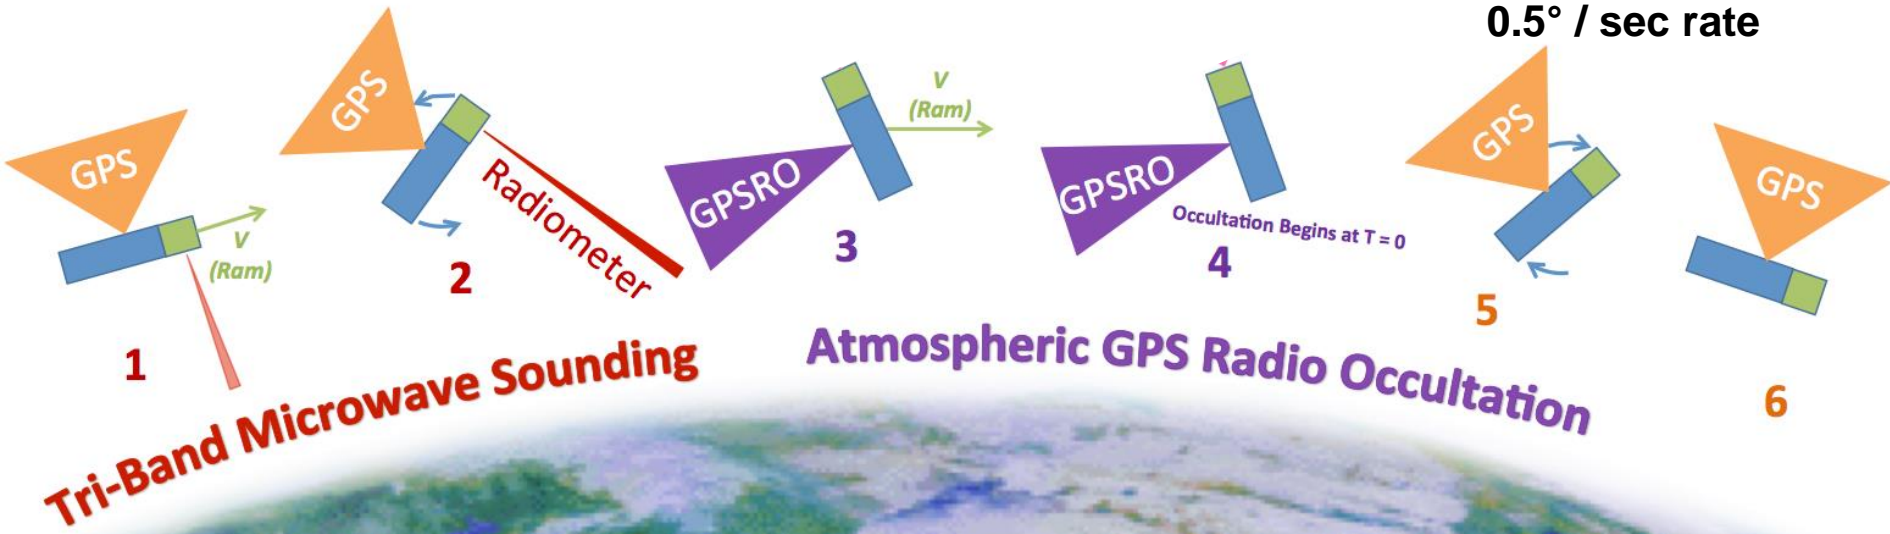 0.5° / sec rate
GPS
V
(Ram)
1
GPS
Radiometer
2
GPSRO
V
(Ram)
3
GPSRO
Occultation Begins at T = 0
4
GPS
5
GPS
6
Tri-Band Microwave Sounding
Atmospheric GPS Radio Occultation